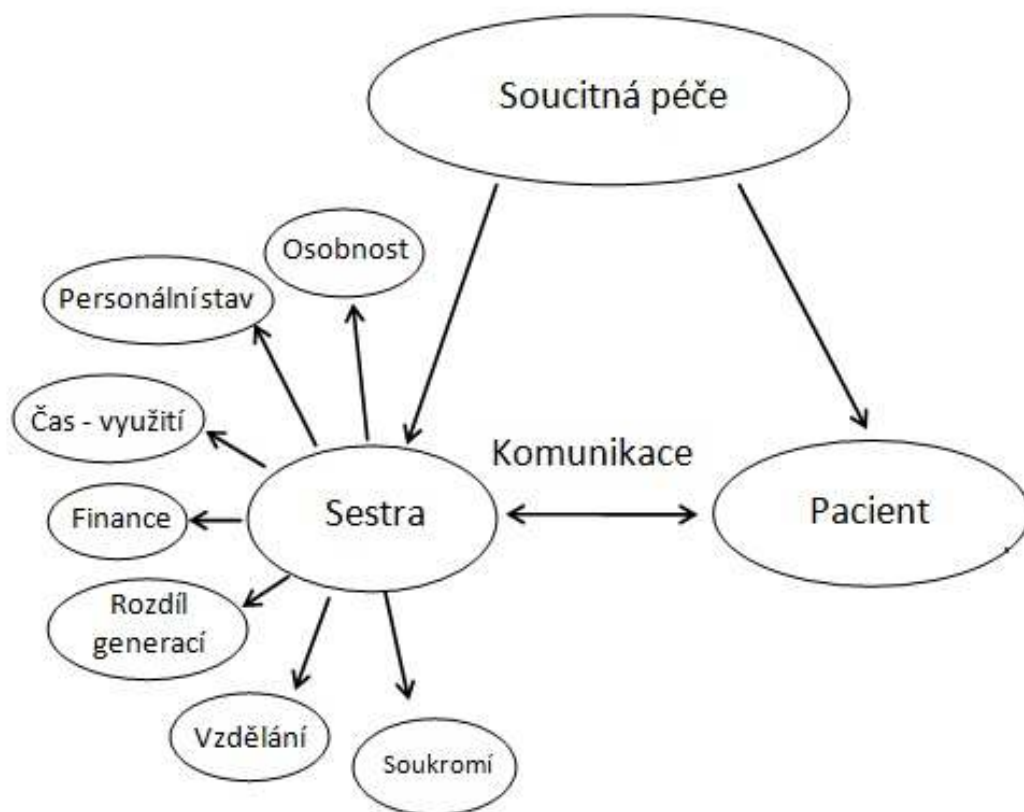 Soucitná péče
Osobnost
Personální stav
Čas - využití
Komunikace
Sestra
Pacient
Finance
Rozdíl
generací
Vzdělání
Soukromí